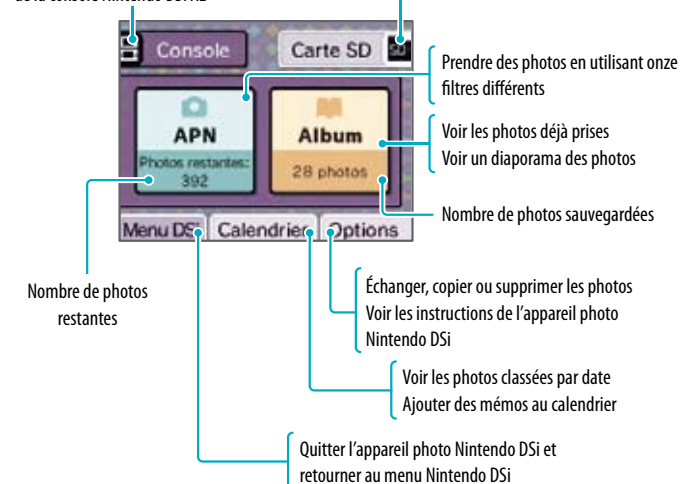 Console
Carte SD
Prendre des photos en utilisant onze
filtres différents
APN
Photos restantes:
392
Album
28 photos
Voir les photos déjà prises
Voir un diaporama des photos
Nombre de photos sauvegardées
Menu DSi
Calendrier
Options
Nombre de photos
restantes
Échanger, copier ou supprimer les photos
Voir les instructions de l'appareil photo
Nintendo DSi
Voir les photos classées par date
Ajouter des mémos au calendrier
Quitter l'appareil photo Nintendo DSi et
retourner au menu Nintendo DSi